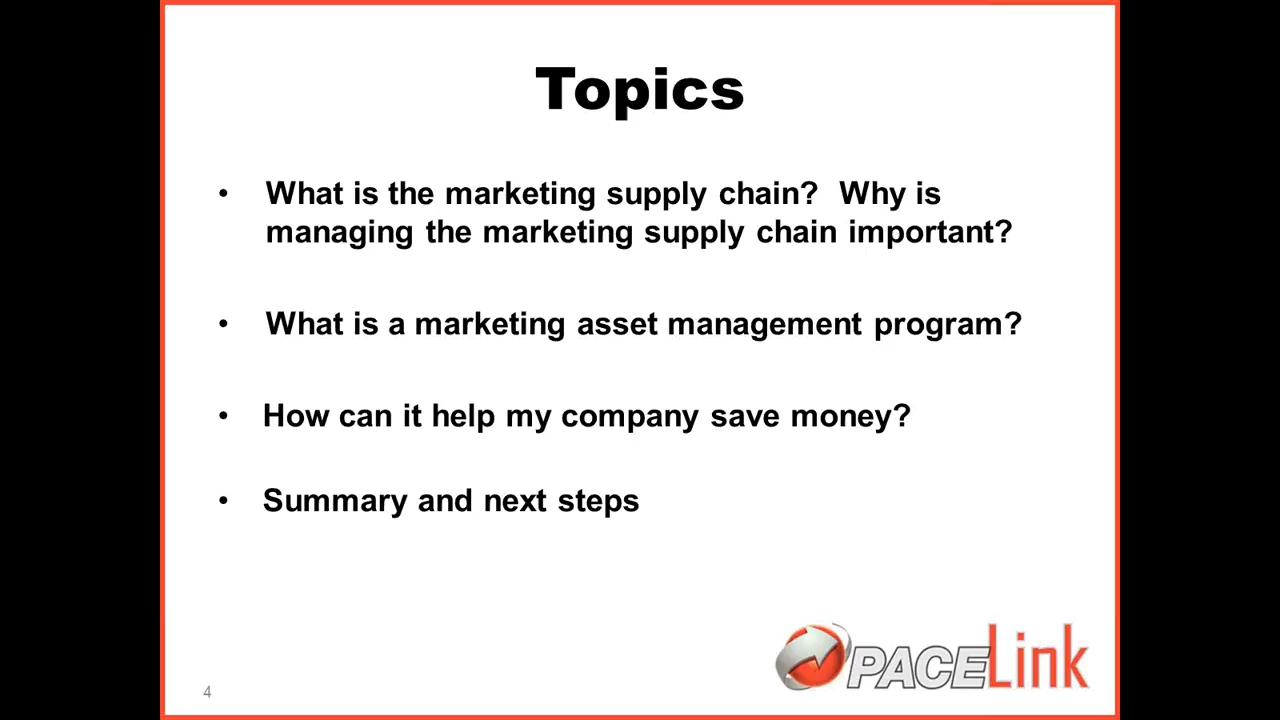 Topics
• What is the marketing supply chain?  Why is
managing the marketing supply chain important?
• What is a marketing asset management program?
• How can it help my company save money?
• Summary and next steps
PACELink
4